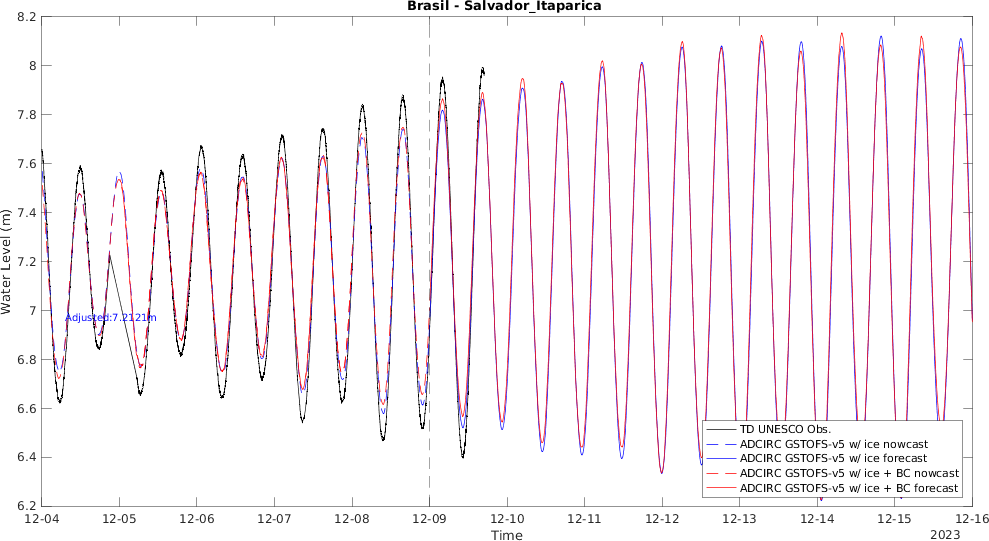 Brasil - Salvador_Itaparica
8.2
8
7.8
7.6
7.4
7.2
7
6.8
6.6
6.4
6.2
Water Level (m)
Adjusted:7.2121m
TD UNESCO Obs.
ADCIRC GSTOFS-v5 w/ ice nowcast
ADCIRC GSTOFS-v5 w/ ice forecast
ADCIRC GSTOFS-v5 w/ ice + BC nowcast
ADCIRC GSTOFS-v5 w/ ice + BC forecast
12-04 12-05 12-06 12-07 12-08 12-09 12-10 12-11 12-12 12-13 12-14 12-15 12-16
Time
2023